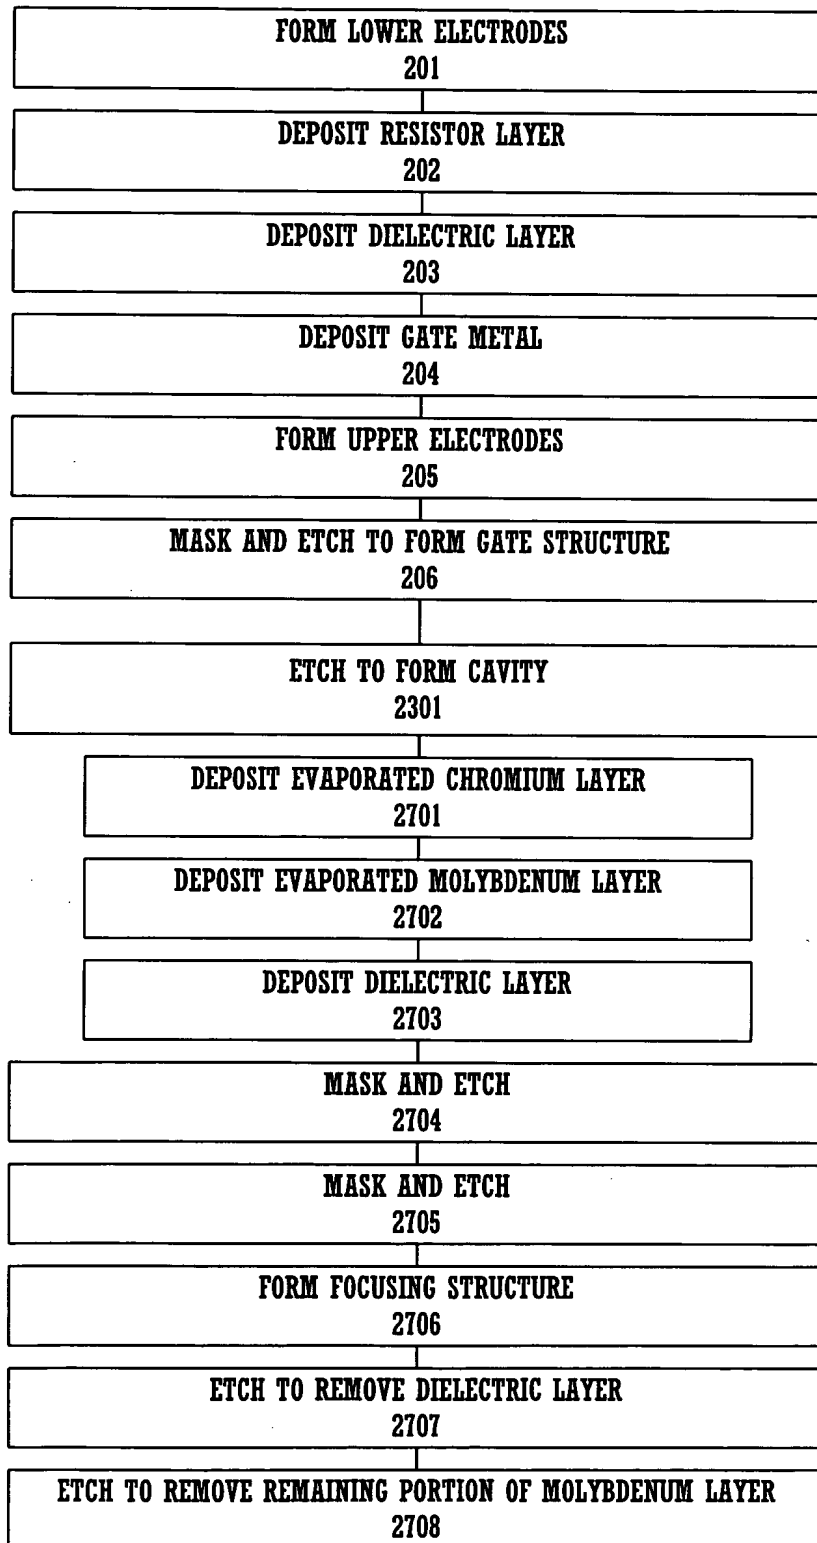 FORM LOWER ELECTRODES
201
DEPOSIT RESISTOR LAYER
202
DEPOSIT DIELECTRIC LAYER
203
DEPOSIT GATE METAL
204
FORM UPPER ELECTRODES
205
MASK AND ETCH TO FORM GATE STRUCTURE
206
ETCH TO FORM CAVITY
2301
DEPOSIT EVAPORATED CHROMIUM LAYER
2701
DEPOSIT EVAPORATED MOLYBDENUM LAYER
2702
DEPOSIT DIELECTRIC LAYER
2703
MASK AND ETCH
2704
MASK AND ETCH
2705
FORM FOCUSING STRUCTURE
2706
ETCH TO REMOVE DIELECTRIC LAYER
2707
ETCH TO REMOVE REMAINING PORTION OF MOLYBDENUM LAYER
2708